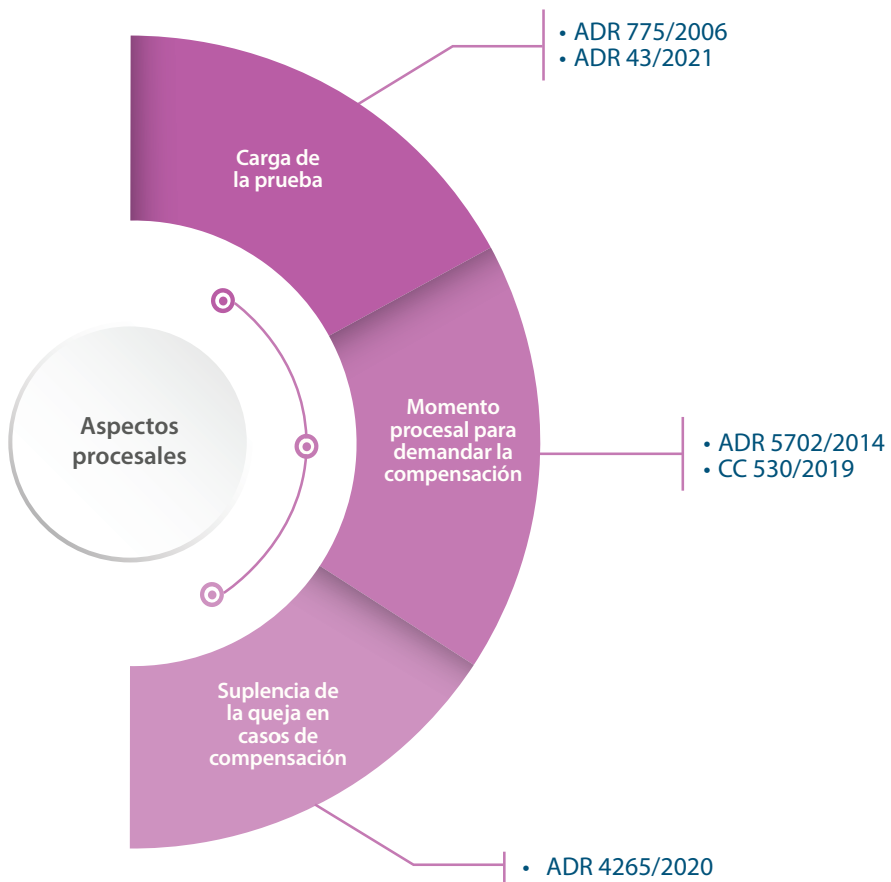 • ADR 775/2006
• ADR 43/2021
Carga de
la prueba
Aspectos
procesales
Momento
procesal para
demandar la
compensación
• ADR 5702/2014
• CC 530/2019
Suplencia de
la queja en
casos de
compensación
• ADR 4265/2020